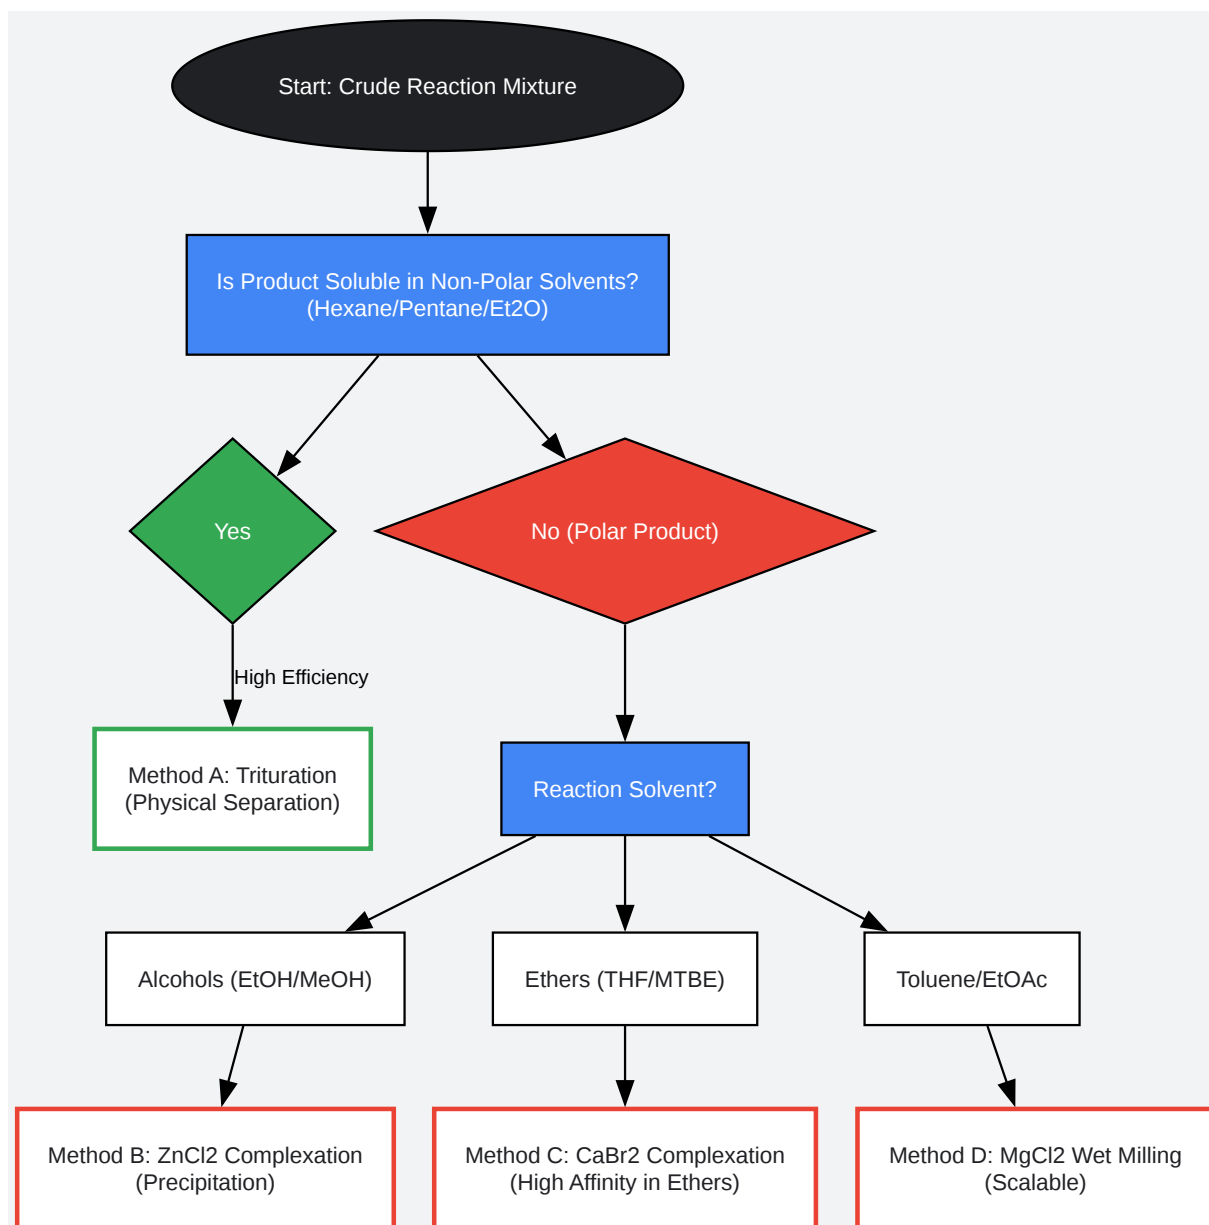 Start: Crude Reaction Mixture
Is Product Soluble in Non-Polar Solvents?
(Hexane/Pentane/Et2O)
Yes
No (Polar Product)
High Efficiency
Method A: Trituration
(Physical Separation)
Reaction Solvent?
Alcohols (EtOH/MeOH)
Ethers (THF/MTBE)
Toluene/EtOAc
Method B: ZnCl2 Complexation
(Precipitation)
Method C: CaBr2 Complexation
(High Affinity in Ethers)
Method D: MgCl2 Wet Milling
(Scalable)